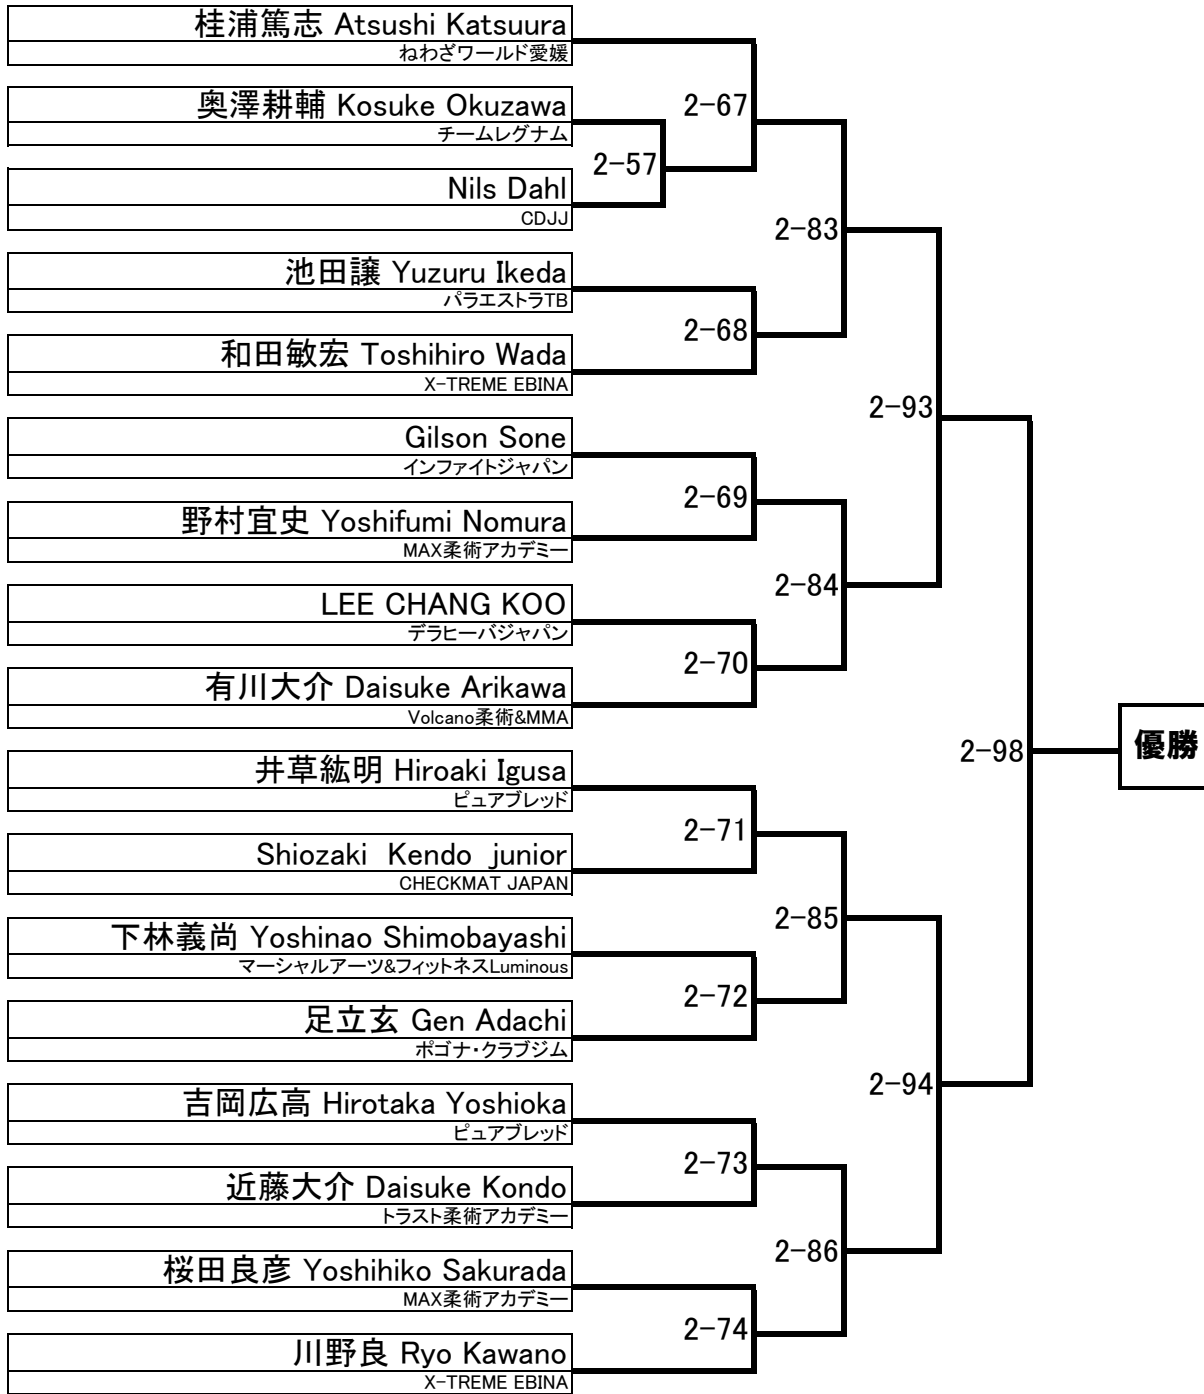 桂浦篤志 Atsushi Katsuura
ねわざワールド愛媛
2-67
奥澤耕輔 Kosuke Okuzawa
チームレグナム
2-57
Nils Dahl
CDJJ
2-83
池田譲 Yuzuru Ikeda
パラエストラTB
2-68
和田敏宏 Toshihiro Wada
X-TREME EBINA
2-93
Gilson Sone
インファイトジャパン
2-69
野村宜史 Yoshifumi Nomura
MAX柔術アカデミー
2-84
LEE CHANG KOO
デラヒーバジャパン
2-70
有川大介 Daisuke Arikawa
Volcano柔術&MMA
2-98
優勝
井草紘明 Hiroaki Igusa
ピュアブレッド
2-71
Shiozaki Kendo junior
CHECKMAT JAPAN
2-85
下林義尚 Yoshinao Shimobayashi
マーシャルアーツ&フィットネスLuminous
2-72
足立玄 Gen Adachi
ポゴナ・クラブジム
2-94
吉岡広高 Hirotaka Yoshioka
ピュアブレッド
2-73
近藤大介 Daisuke Kondo
トラスト柔術アカデミー
2-86
桜田良彦 Yoshihiko Sakurada
MAX柔術アカデミー
2-74
川野良 Ryo Kawano
X-TREME EBINA